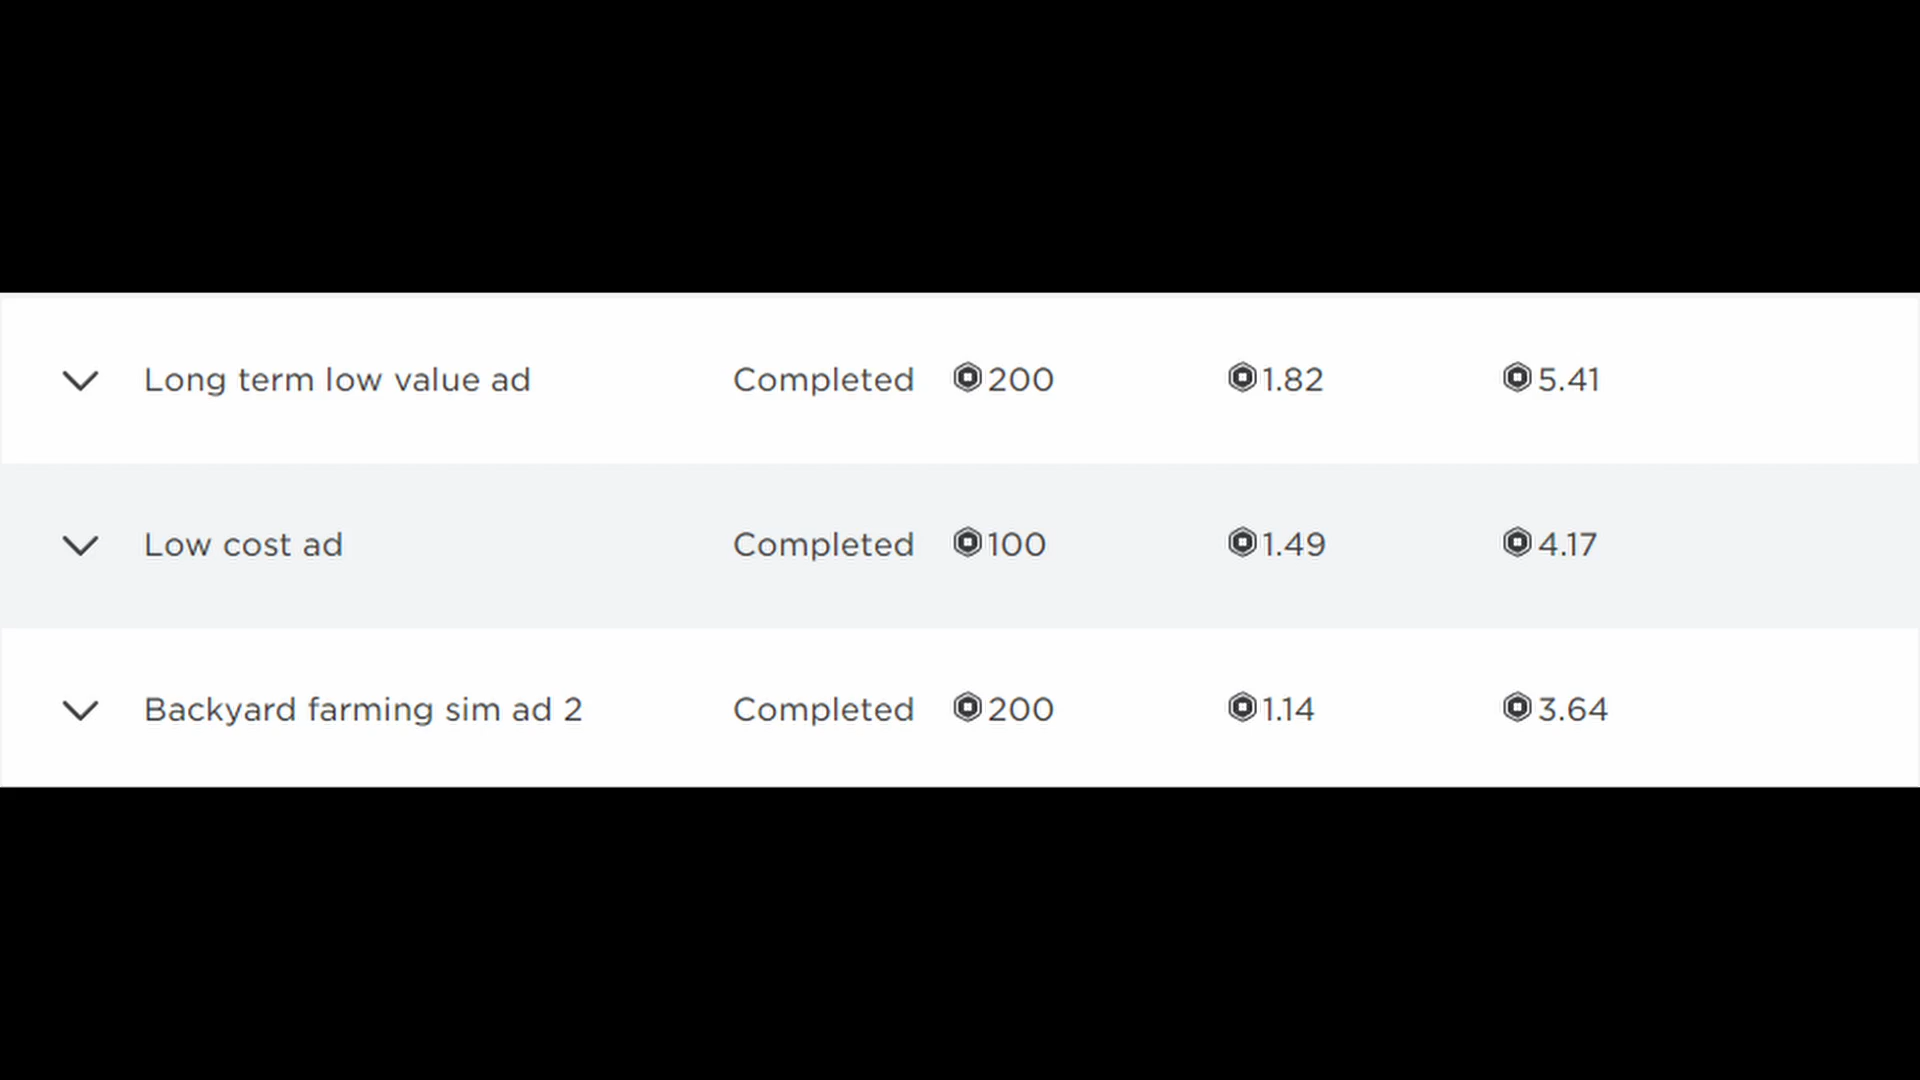 Long term low value ad Completed 200 1.82 5.41
Low cost ad Completed 100 1.49 4.17
Backyard farming sim ad 2 Completed 200 1.14 3.64